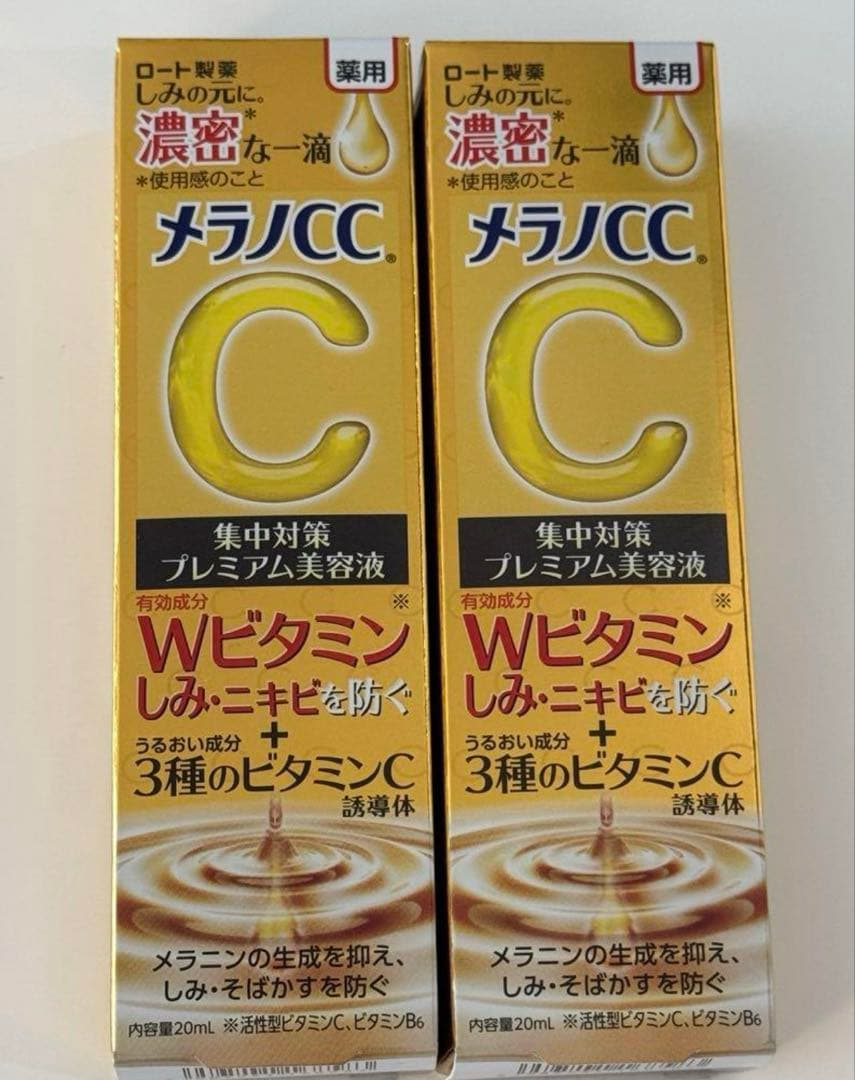 ロート製薬
薬用
しみの元に。
濃密*な一滴
*使用感のこと
メラノCC®
C
集中対策
プレミアム美容液
有効成分
Wビタミン※
しみ・ニキビを防ぐ
+
うるおい成分
3種のビタミンC
誘導体
メラニンの生成を抑え、
しみ・そばかすを防ぐ
内容量20mL ※活性型ビタミンC、ビタミンB6
ロート製薬
薬用
しみの元に。
濃密*な一滴
*使用感のこと
メラノCC®
C
集中対策
プレミアム美容液
有効成分
Wビタミン※
しみ・ニキビを防ぐ
+
うるおい成分
3種のビタミンC
誘導体
メラニンの生成を抑え、
しみ・そばかすを防ぐ
内容量20mL ※活性型ビタミンC、ビタミンB6